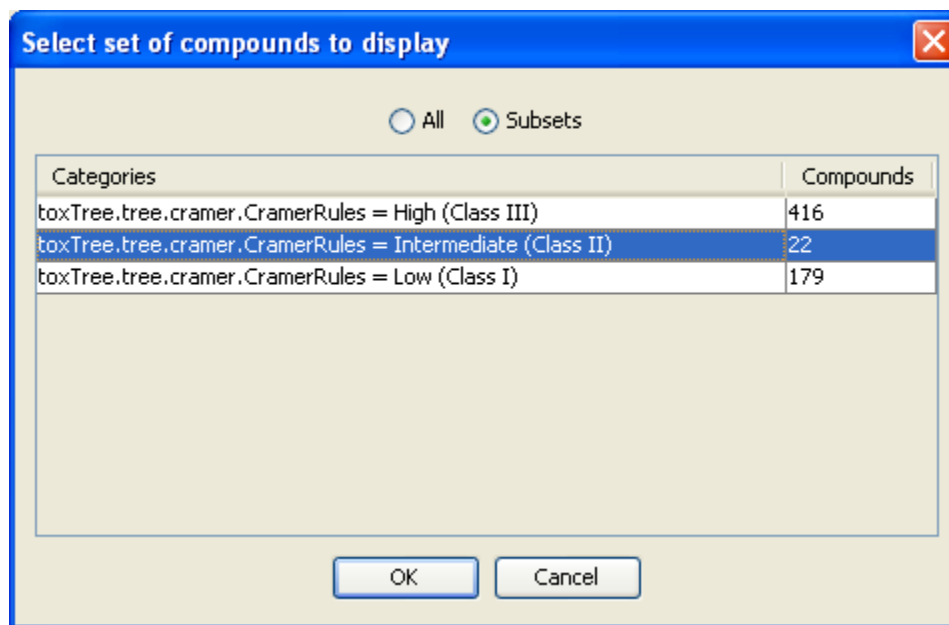 Select set of compounds to display
All Subsets
Categories Compounds
toxTree.tree.cramer.CramerRules = High (Class III) 416
toxTree.tree.cramer.CramerRules = Intermediate (Class II) 22
toxTree.tree.cramer.CramerRules = Low (Class I) 179
OK Cancel